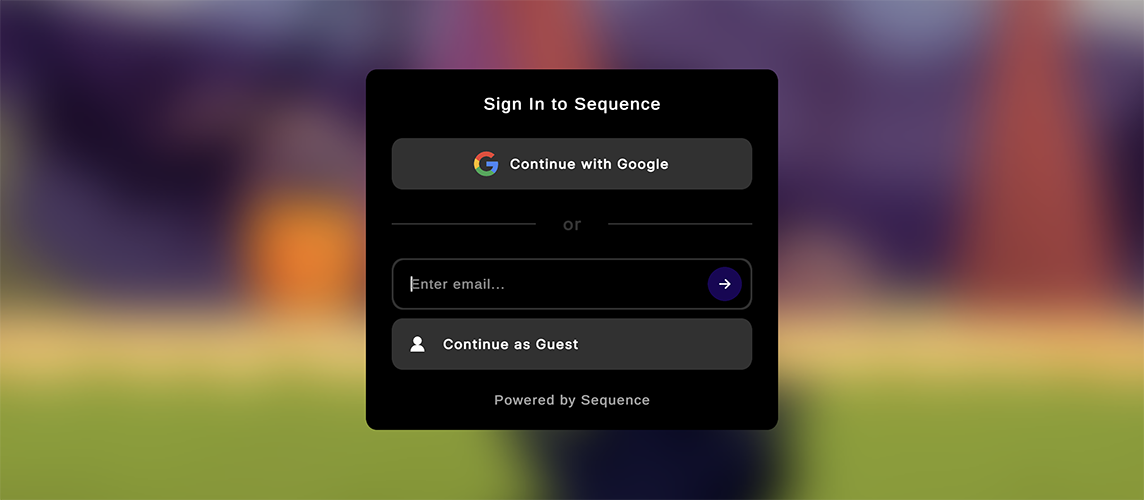 Sign In to Sequence
Continue with Google
or
Enter email...
Continue as Guest
Powered by Sequence